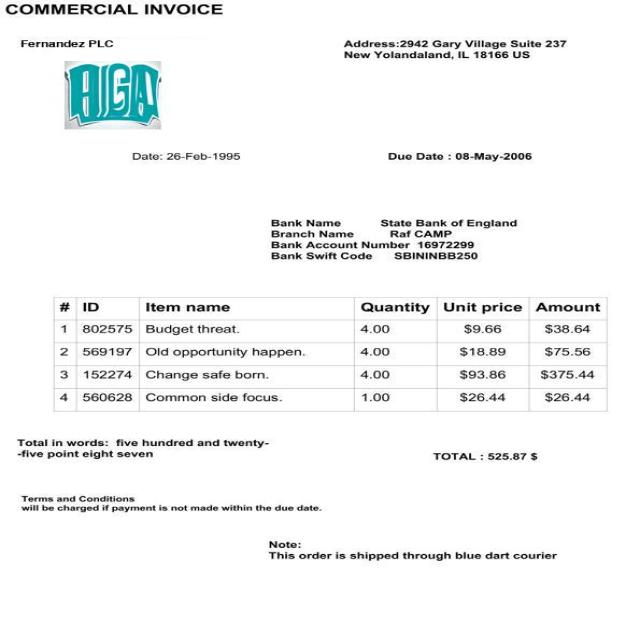 COMMERCIAL INVOICE
Fernandez PLC
Address:2942 Gary Village Suite 237
New Yolandaland, IL 18166 US
Date: 26-Feb-1995
Due Date : 08-May-2006
Bank Name State Bank of England
Branch Name Raf CAMP
Bank Account Number 16972299
Bank Swift Code SBININBB250
# ID Item name Quantity Unit price Amount
1 802575 Budget threat. 4.00 $9.66 $38.64
2 569197 Old opportunity happen. 4.00 $18.89 $75.56
3 152274 Change safe born. 4.00 $93.86 $375.44
4 560628 Common side focus. 1.00 $26.44 $26.44
Total in words: five hundred and twenty-
-five point eight seven
TOTAL : 525.87 $
Terms and Conditions
will be charged if payment is not made within the due date.
Note:
This order is shipped through blue dart courier